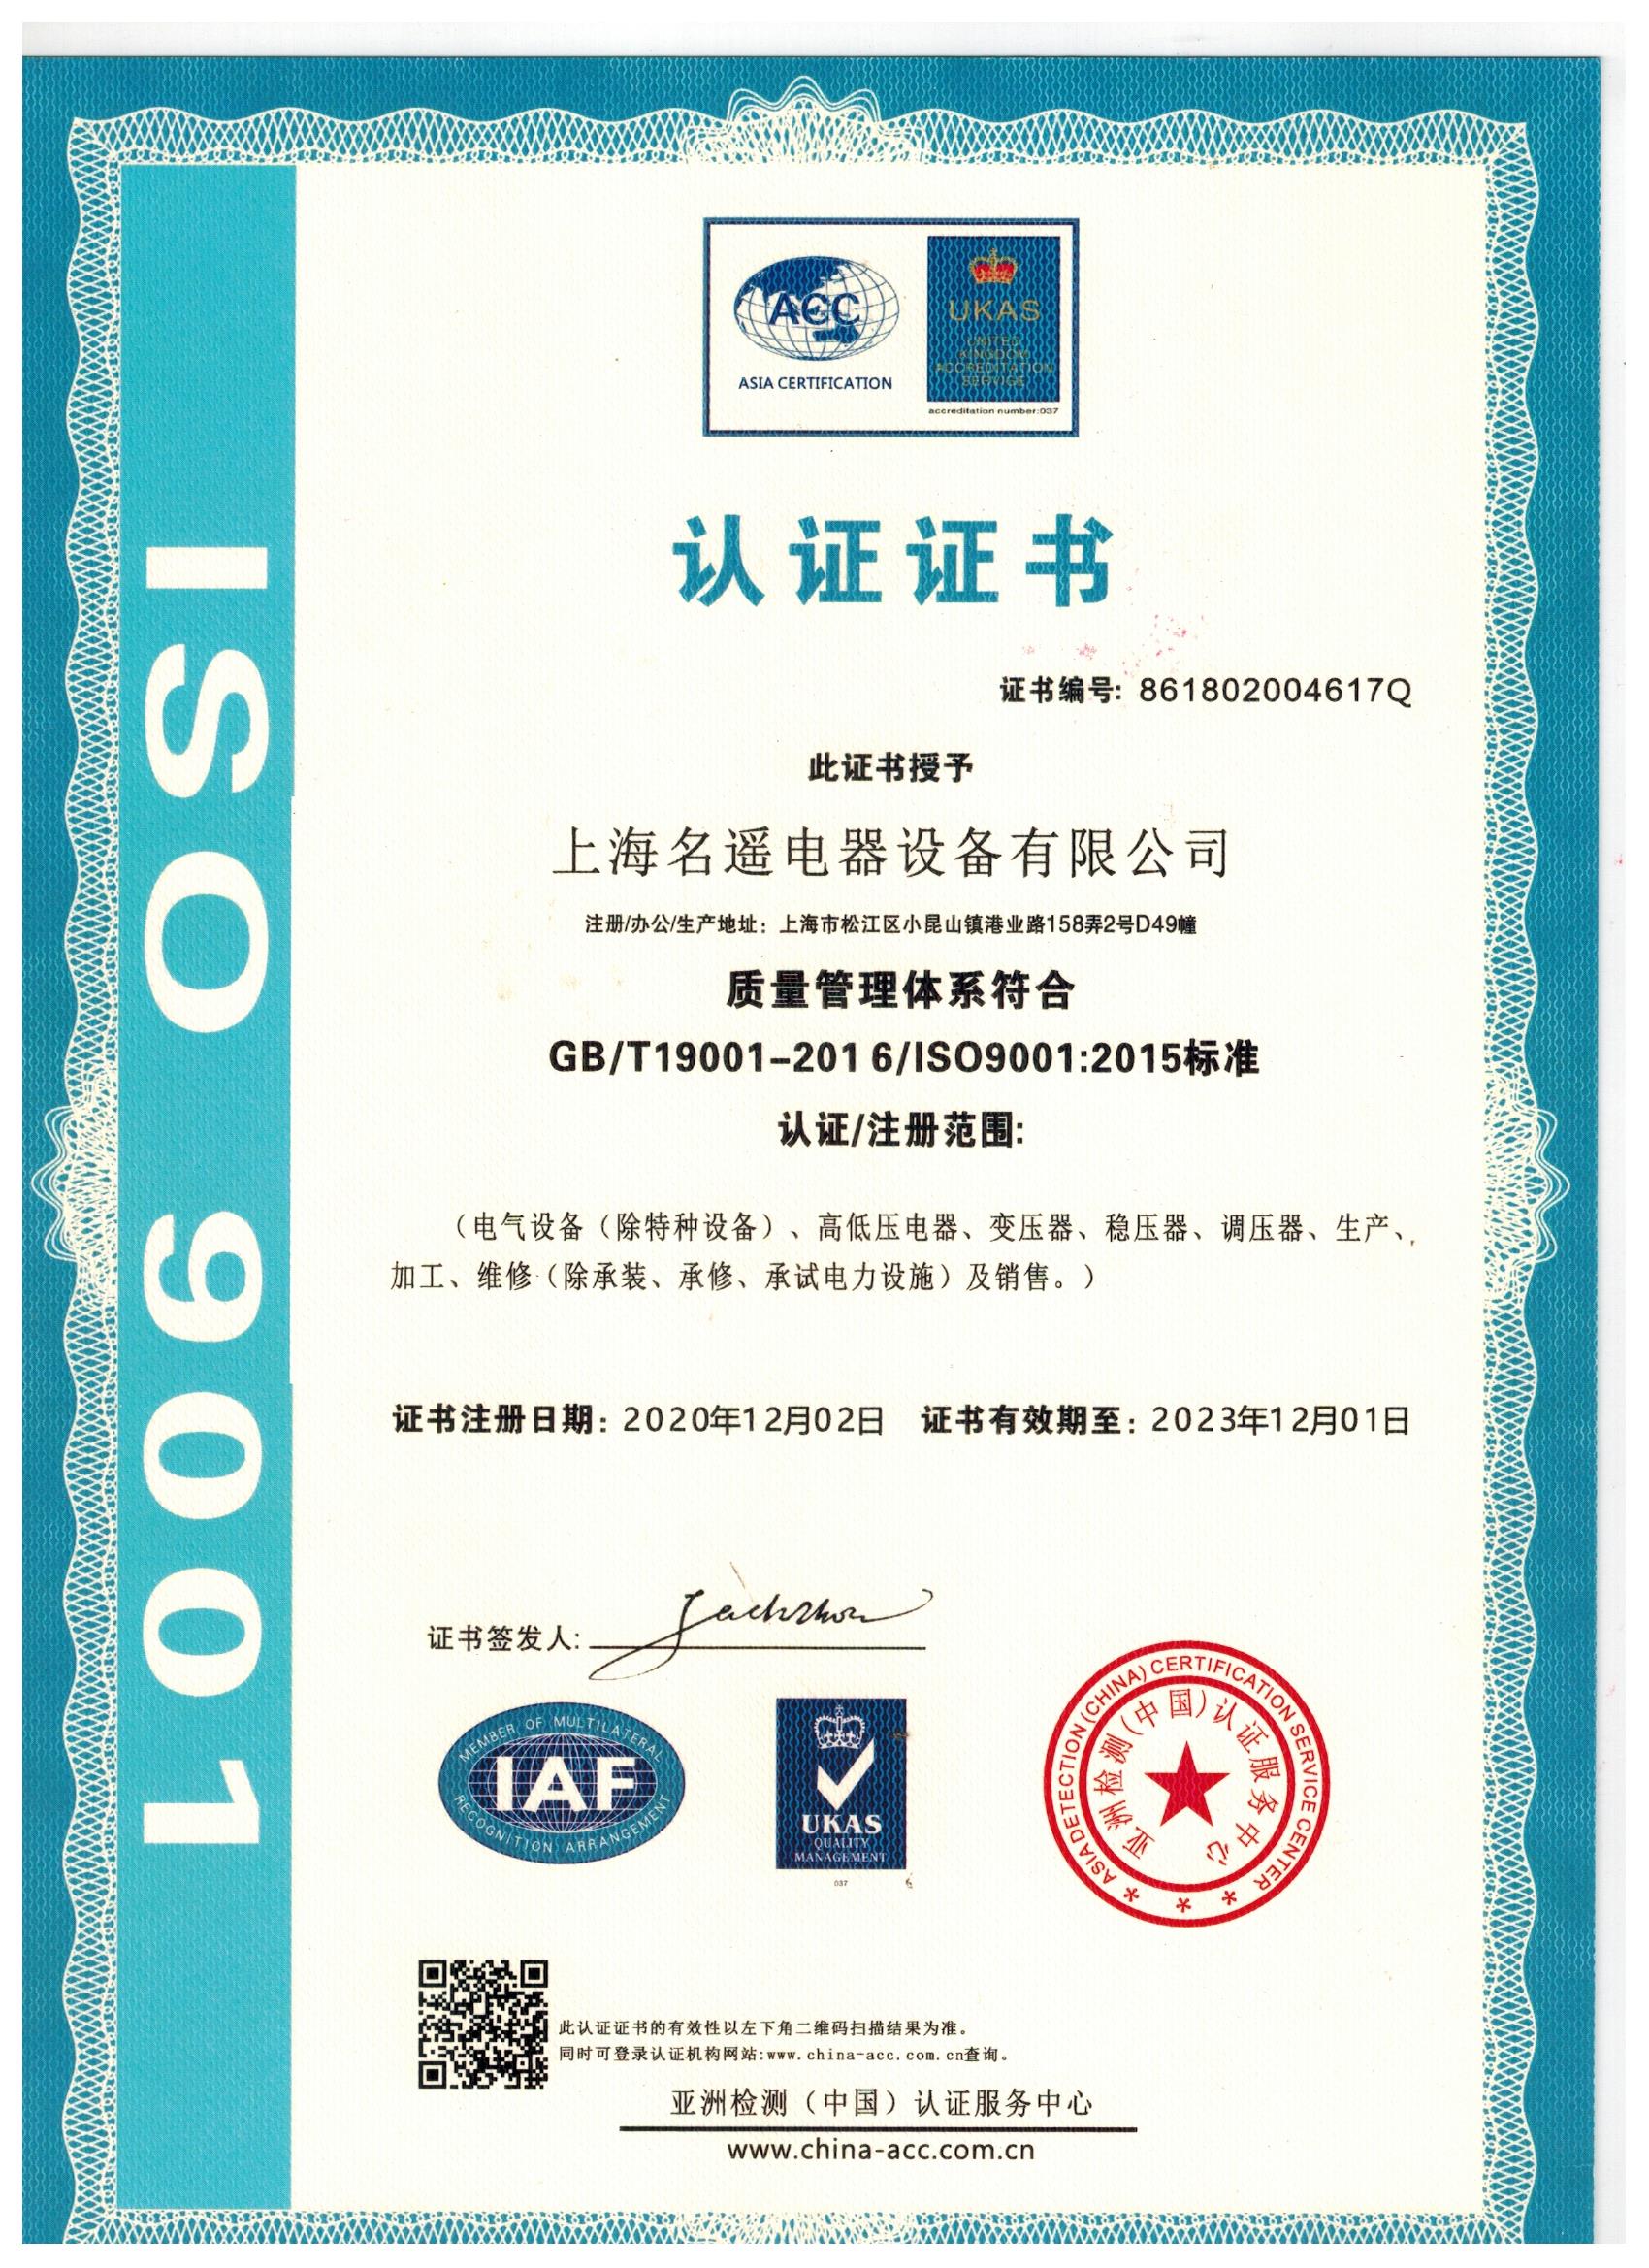 ISO 9001
ACC
ASIA CERTIFICATION
UKAS
UNITED
KINGDOM
ACCREDITATION
SERVICE
accreditation number:037
认证证书
证书编号: 861802004617Q
此证书授予
上海名遥电器设备有限公司
注册/办公/生产地址：上海市松江区小昆山镇港业路158弄2号D49幢
质量管理体系符合
GB/T19001-2016/ISO9001:2015标准
认证/注册范围:
（电气设备（除特种设备）、高低压电器、变压器、稳压器、调压器、生产、
加工、维修（除承装、承修、承试电力设施）及销售。）
证书注册日期: 2020年12月02日 证书有效期至: 2023年12月01日
证书签发人:
MEMBER OF MULTILATERAL
IAF
RECOGNITION ARRANGEMENT
UKAS
QUALITY
MANAGEMENT
037
ASIA DETECTION (CHINA) CERTIFICATION SERVICE CENTER
亚洲检测(中国)认证服务中心
此认证证书的有效性以左下角二维码扫描结果为准。
同时可登录认证机构网站:www.china-acc.com.cn查询。
亚洲检测（中国）认证服务中心
www.china-acc.com.cn